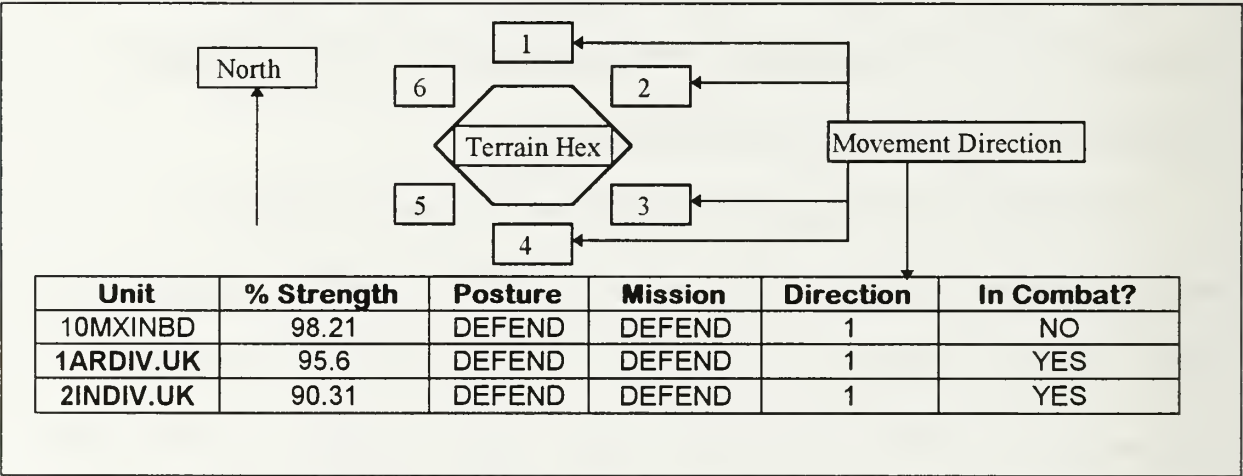 1
North
6
2
Terrain Hex
Movement Direction
5
3
4
Unit % Strength Posture Mission Direction In Combat?
10MXINBD 98.21 DEFEND DEFEND 1 NO
1ARDIV.UK 95.6 DEFEND DEFEND 1 YES
2INDIV.UK 90.31 DEFEND DEFEND 1 YES